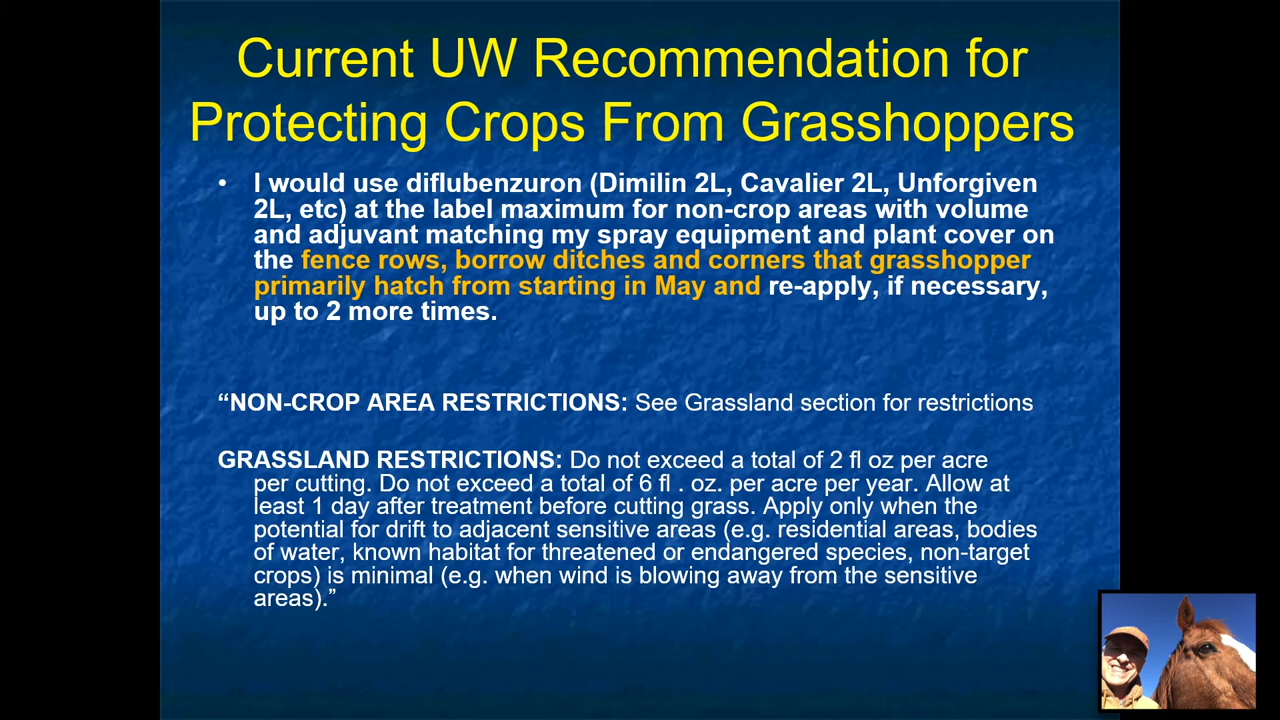 Current UW Recommendation for
Protecting Crops From Grasshoppers
• I would use diflubenzuron (Dimilin 2L, Cavalier 2L, Unforgiven
2L, etc) at the label maximum for non-crop areas with volume
and adjuvant matching my spray equipment and plant cover on
the fence rows, borrow ditches and corners that grasshopper
primarily hatch from starting in May and re-apply, if necessary,
up to 2 more times.
“NON-CROP AREA RESTRICTIONS: See Grassland section for restrictions
GRASSLAND RESTRICTIONS: Do not exceed a total of 2 fl oz per acre
per cutting. Do not exceed a total of 6 fl . oz. per acre per year. Allow at
least 1 day after treatment before cutting grass. Apply only when the
potential for drift to adjacent sensitive areas (e.g. residential areas, bodies
of water, known habitat for threatened or endangered species, non-target
crops) is minimal (e.g. when wind is blowing away from the sensitive
areas).”